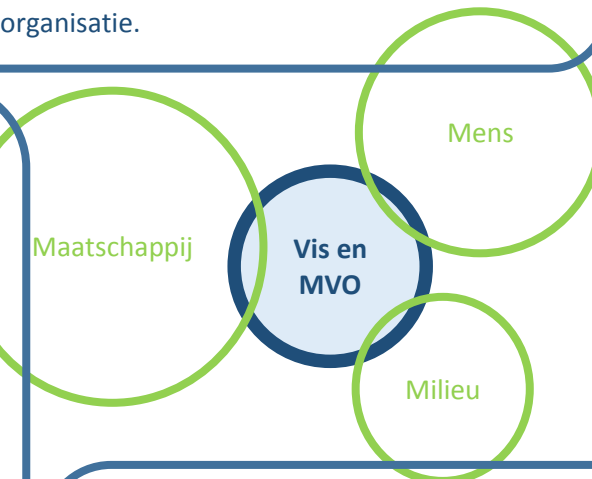 organisatie.
Mens
Maatschappij
Vis en
MVO
Milieu